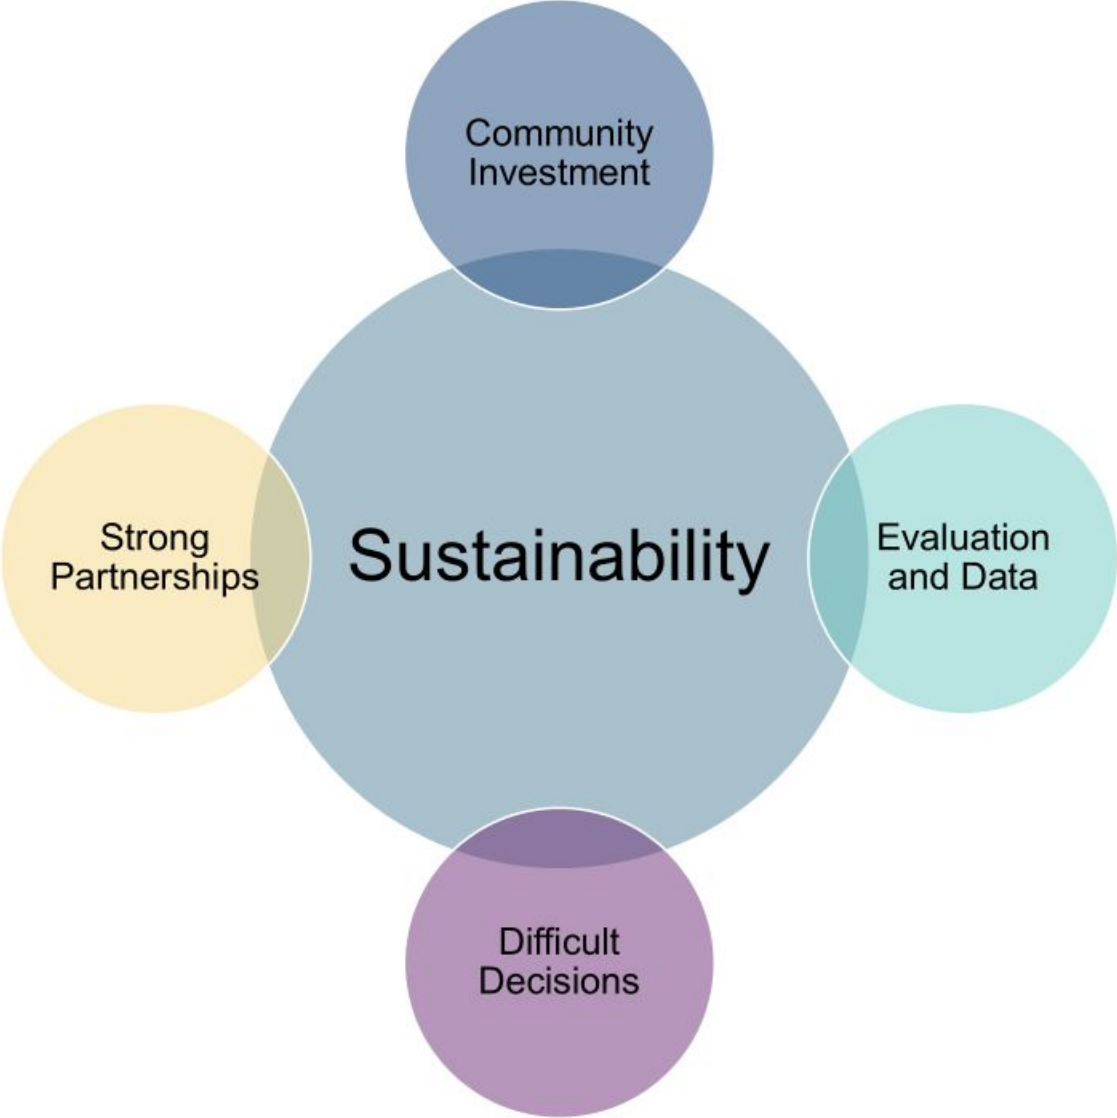 Community
Investment
Strong
Partnerships
Sustainability
Evaluation
and Data
Difficult
Decisions